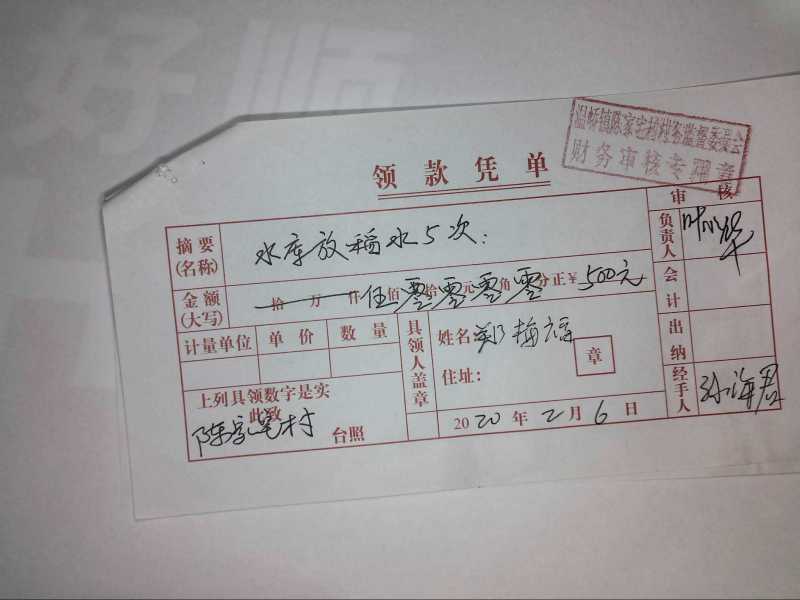 好顺
温峤镇陈家宅村村务监督委员会
财务审核专用章
领款凭单
审核
摘要(名称) 水库放稻水5次:
负责人
金额(大写) 拾万仟伍佰零拾零元零角零分正¥500元
会计
计量单位 单价 数量
具领人盖章
姓名: 郑梅福
章
住址:
出纳
上列具领数字是实
此致
陈家宅村 台照
2020年2月6日
经手人 孙海君